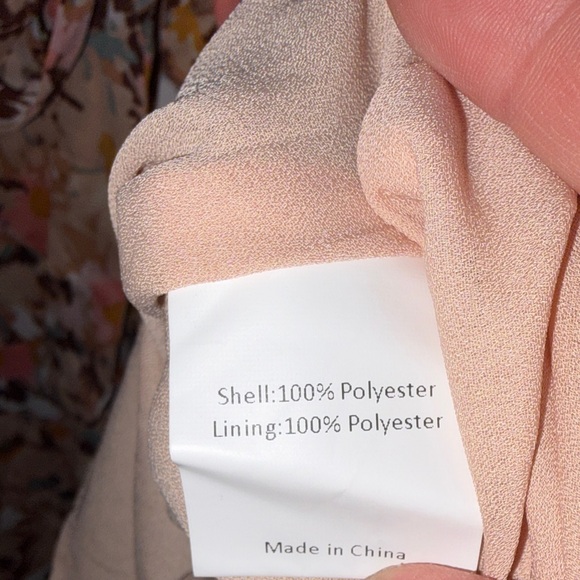 Shell:100% Polyester
Lining:100% Polyester
Made in China